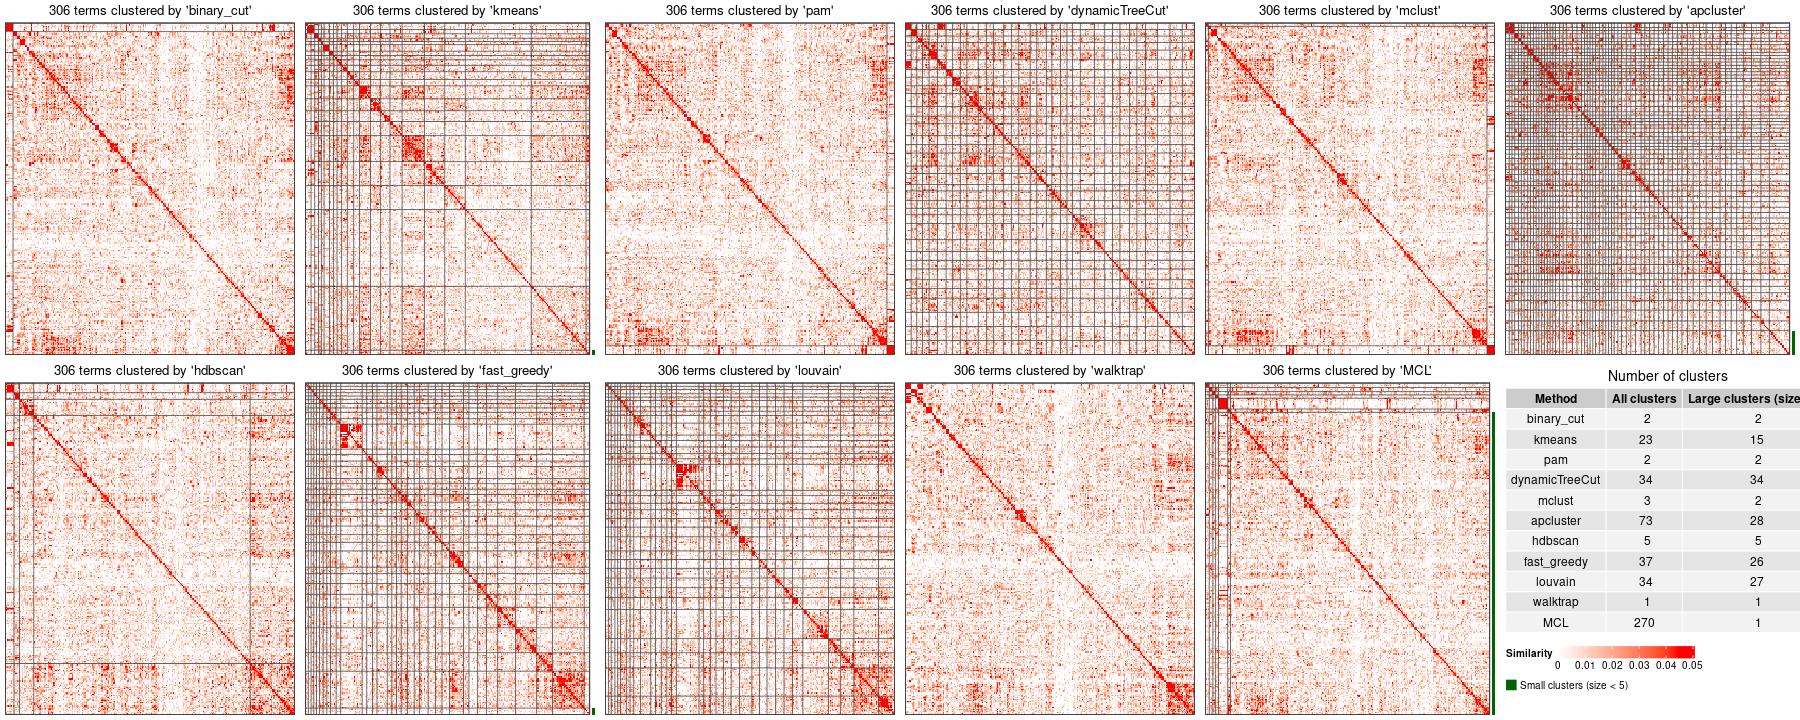 306 terms clustered by 'binary_cut'
306 terms clustered by 'kmeans'
306 terms clustered by 'pam'
306 terms clustered by 'dynamicTreeCut'
306 terms clustered by 'mclust'
306 terms clustered by 'apcluster'
306 terms clustered by 'hdbscan'
306 terms clustered by 'fast_greedy'
306 terms clustered by 'louvain'
306 terms clustered by 'walktrap'
306 terms clustered by 'MCL'
Number of clusters
Method All clusters Large clusters (size
binary_cut 2 2
kmeans 23 15
pam 2 2
dynamicTreeCut 34 34
mclust 3 2
apcluster 73 28
hdbscan 5 5
fast_greedy 37 26
louvain 34 27
walktrap 1 1
MCL 270 1
Similarity
0 0.01 0.02 0.03 0.04 0.05
Small clusters (size < 5)